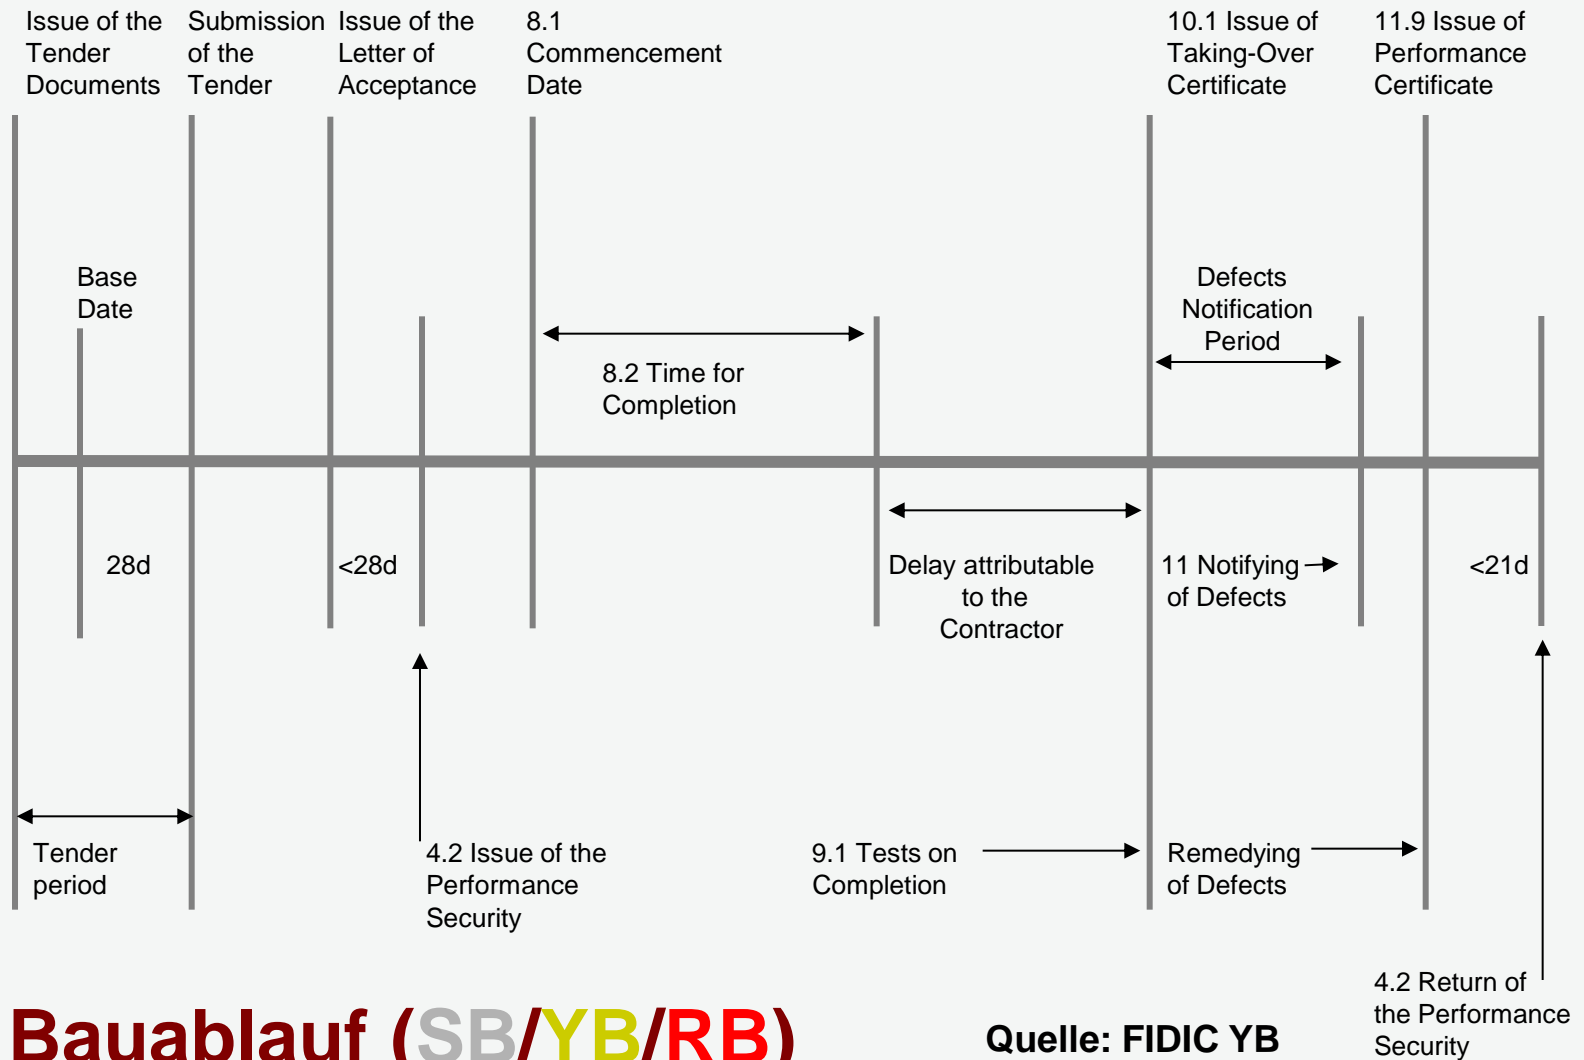 Issue of the
Tender
Documents
Submission
of the
Tender
Issue of the
Letter of
Acceptance
8.1
Commencement
Date
10.1 Issue of
Taking-Over
Certificate
11.9 Issue of
Performance
Certificate
Base
Date
8.2 Time for
Completion
Defects
Notification
Period
28d
<28d
Delay attributable
to the
Contractor
11 Notifying
of Defects
<21d
Tender
period
4.2 Issue of the
Performance
Security
9.1 Tests on
Completion
Remedying
of Defects
4.2 Return of
the Performance
Security
Bauablauf (SB/YB/RB)
Quelle: FIDIC YB